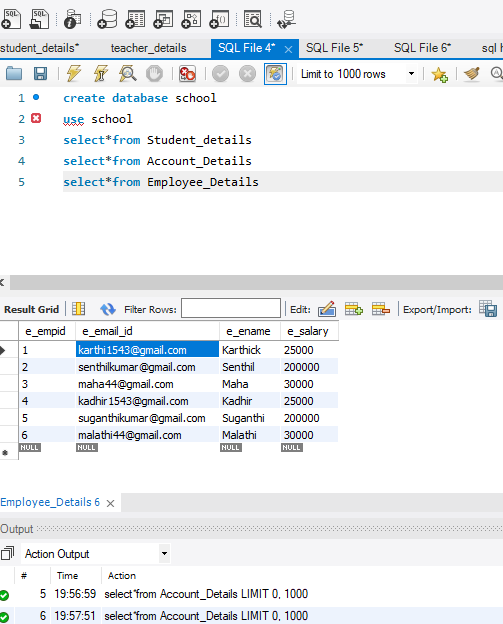 SQL SQL
student_details* teacher_details SQL File 4* × SQL File 5* SQL File 6* sql
Limit to 1000 rows
1 create database school
2 use school
3 select*from Student_details
4 select*from Account_Details
5 select*from Employee_Details
Result Grid Filter Rows: Edit: Export/Import:
e_empid e_email_id e_ename e_salary
1 karthi1543@gmail.com Karthick 25000
2 senthilkumar@gmail.com Senthil 200000
3 maha44@gmail.com Maha 30000
4 kadhir1543@gmail.com Kadhir 25000
5 suganthikumar@gmail.com Suganthi 200000
6 malathi44@gmail.com Malathi 30000
NULL NULL NULL NULL
Employee_Details 6 ×
Output
Action Output
# Time Action
5 19:56:59 select*from Account_Details LIMIT 0, 1000
6 19:57:51 select*from Account_Details LIMIT 0, 1000